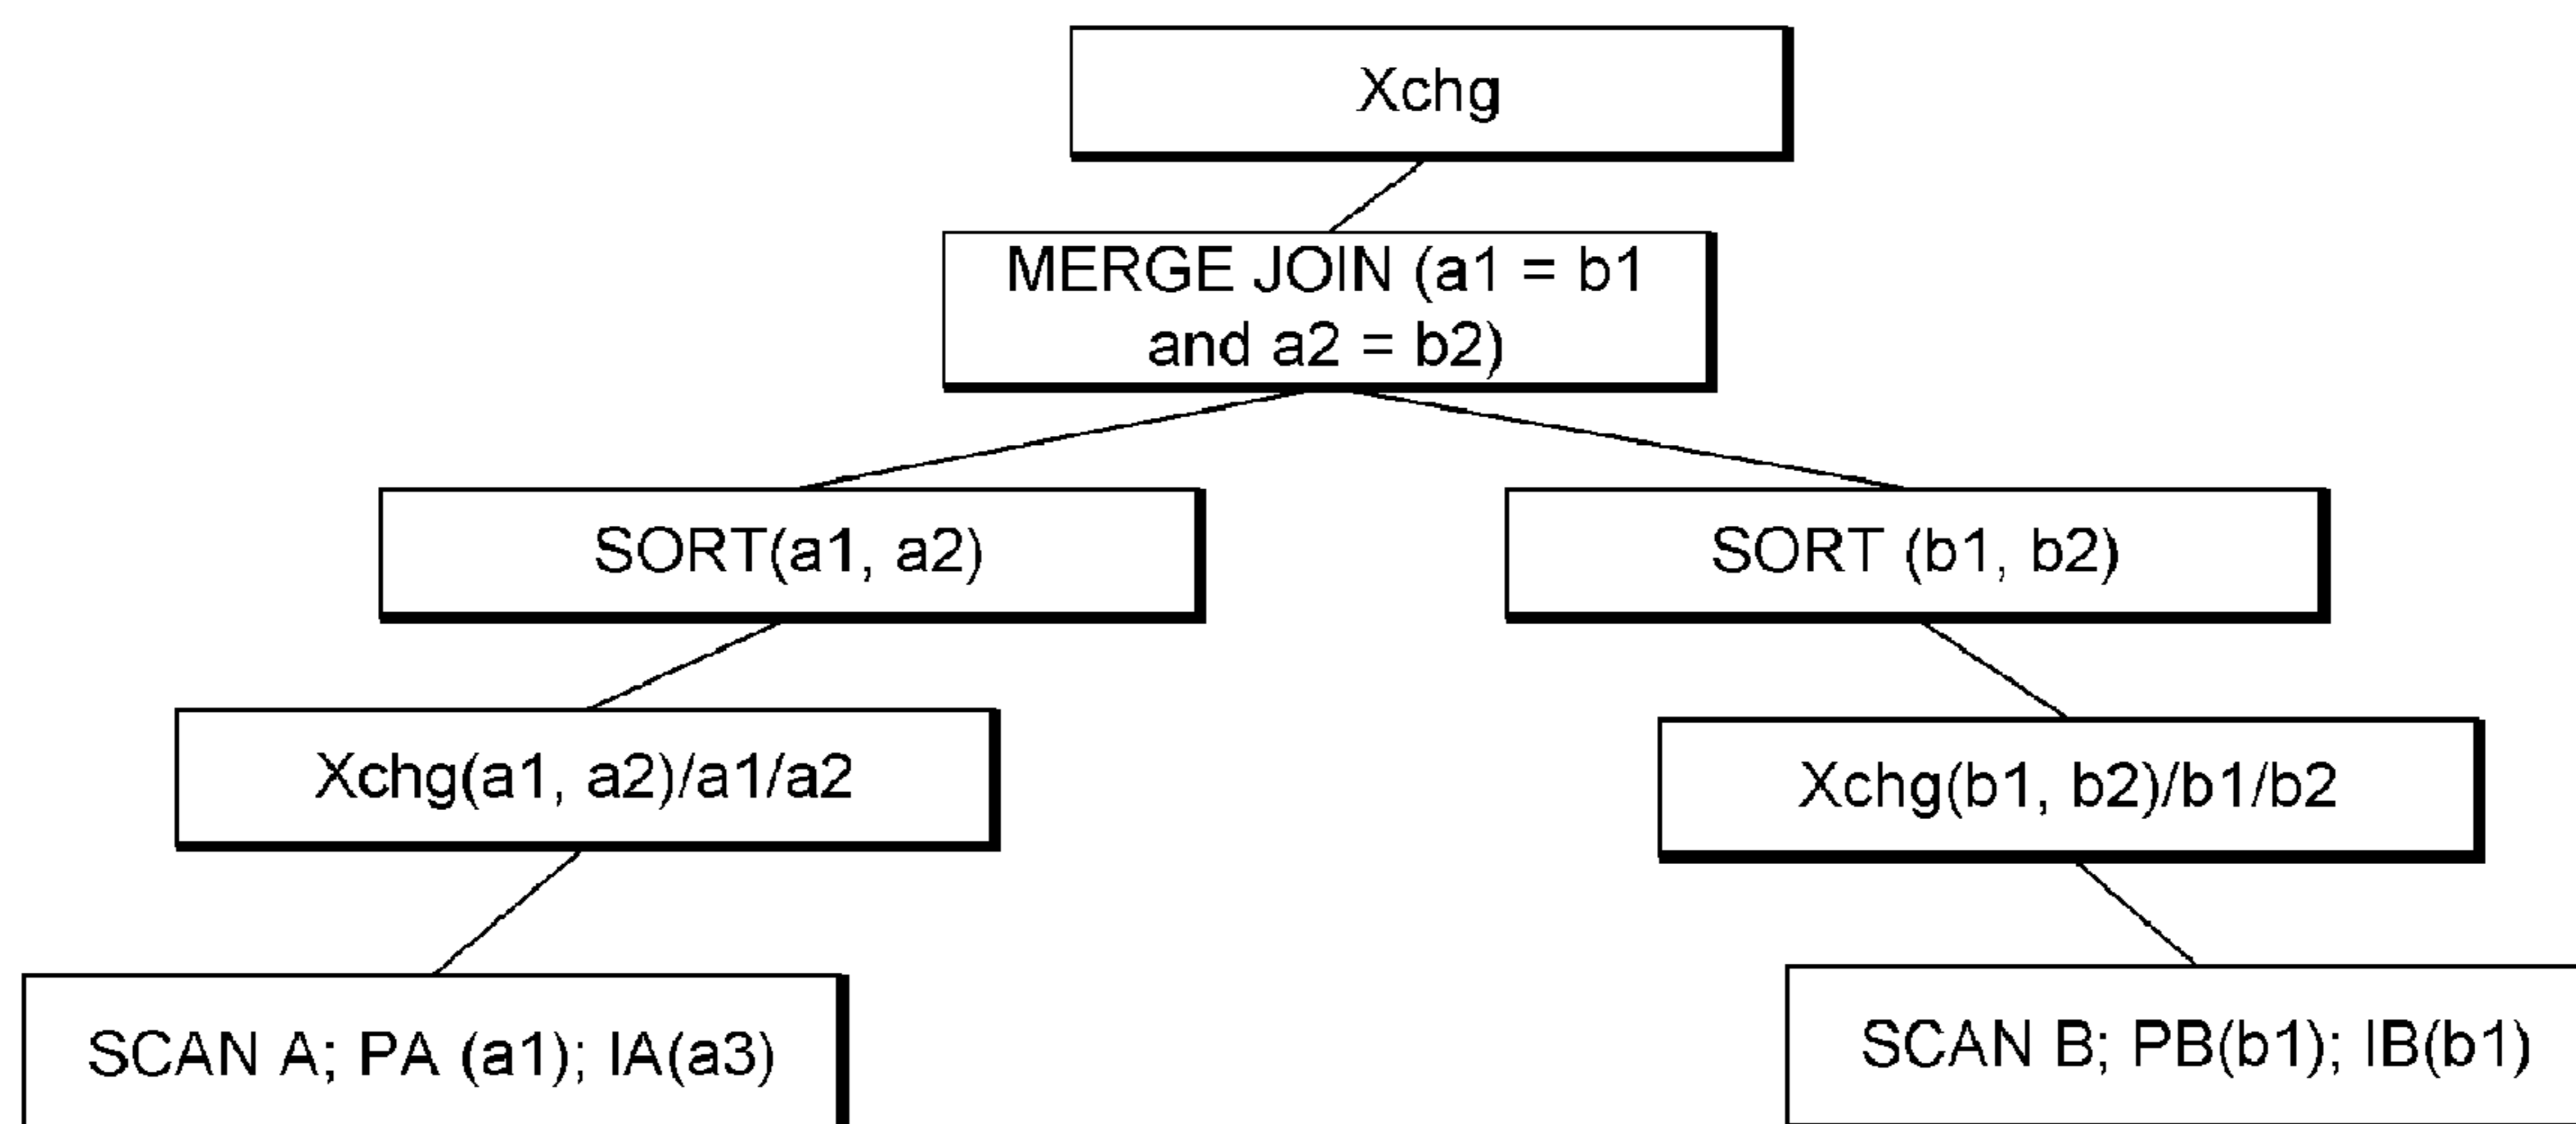 Xchg
MERGE JOIN (a1 = b1
and a2 = b2)
SORT(a1, a2)
SORT (b1, b2)
Xchg(a1, a2)/a1/a2
Xchg(b1, b2)/b1/b2
SCAN A; PA (a1); IA(a3)
SCAN B; PB(b1); IB(b1)